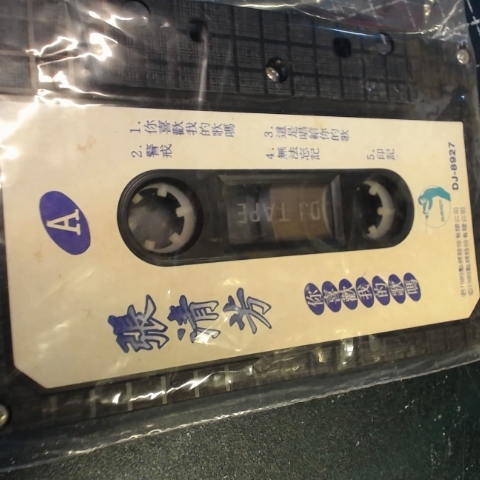 A
1. 你喜歡我的歌嗎
2. 警戒
3. 這是唱給你的歌
4. 無法忘記
5. 印記
DJ-8927
DJ TAPE
張清芳
你喜歡我的歌嗎